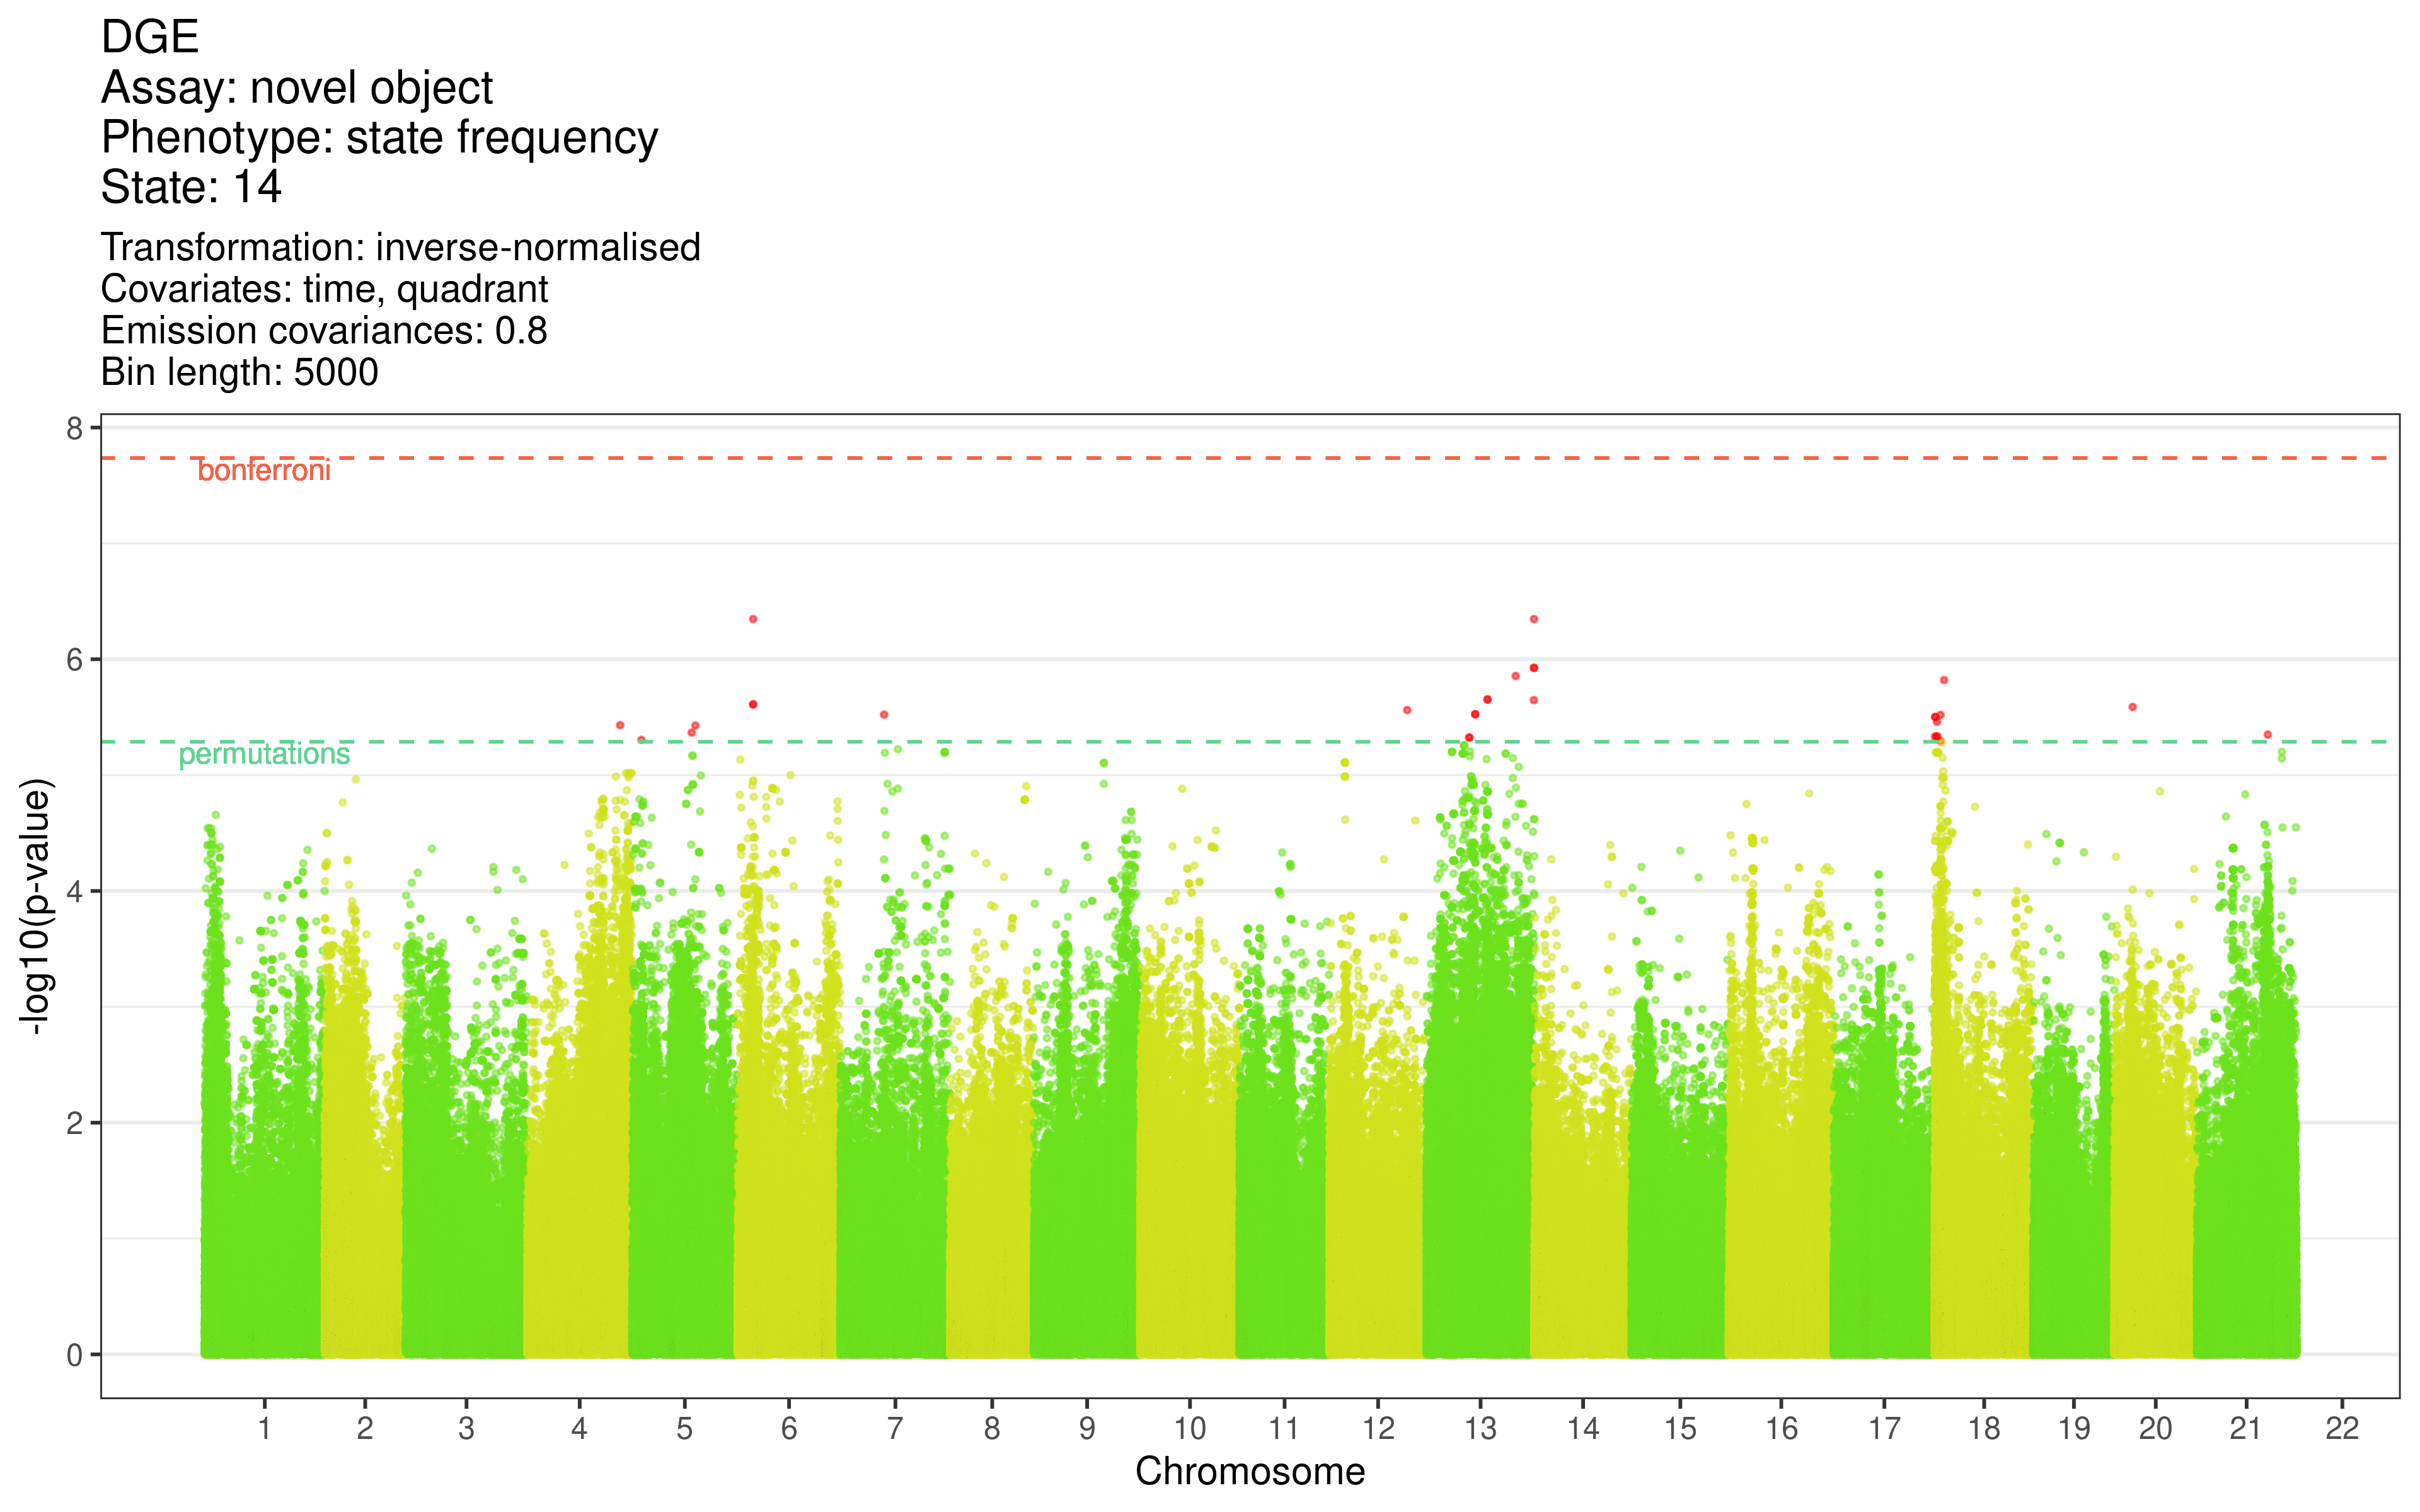 DGE
Assay: novel object
Phenotype: state frequency
State: 14
Transformation: inverse-normalised
Covariates: time, quadrant
Emission covariances: 0.8
Bin length: 5000
8
bonferroni
6
permutations
4
2
0
-log10(p-value)
1 2 3 4 5 6 7 8 9 10 11 12 13 14 15 16 17 18 19 20 21 22
Chromosome